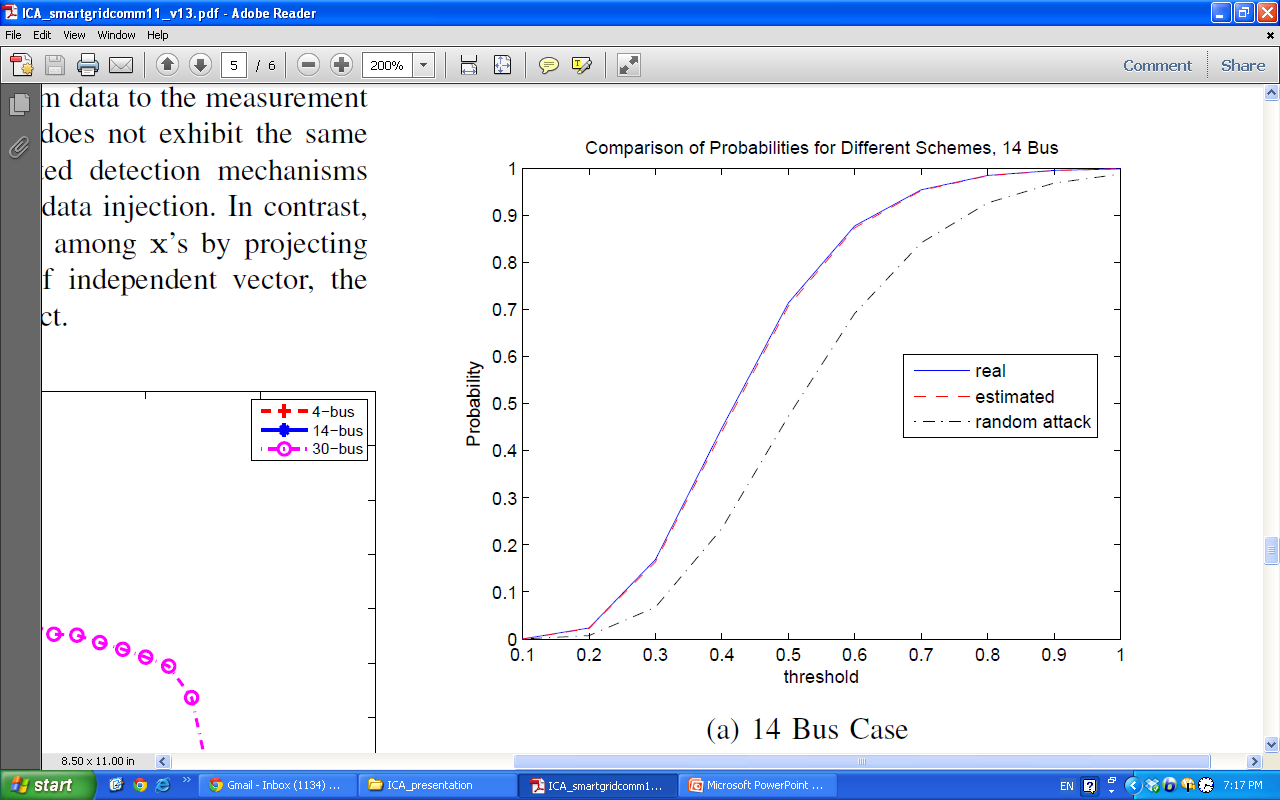 ICA_smartgridcomm11_v13.pdf - Adobe Reader
File Edit View Window Help
5 / 6 200% Comment Share
m data to the measurement
does not exhibit the same
ted detection mechanisms
data injection. In contrast,
among x's by projecting
f independent vector, the
ct.
4-bus
14-bus
30-bus
Comparison of Probabilities for Different Schemes, 14 Bus
1
0.9
0.8
0.7
0.6
0.5
0.4
0.3
0.2
0.1
0
Probability
real
estimated
random attack
0.1 0.2 0.3 0.4 0.5 0.6 0.7 0.8 0.9 1
threshold
(a) 14 Bus Case
8.50 x 11.00 in
start Gmail - Inbox (1134) ... ICA_presentation ICA_smartgridcomm1... Microsoft PowerPoint ... EN 7:17 PM